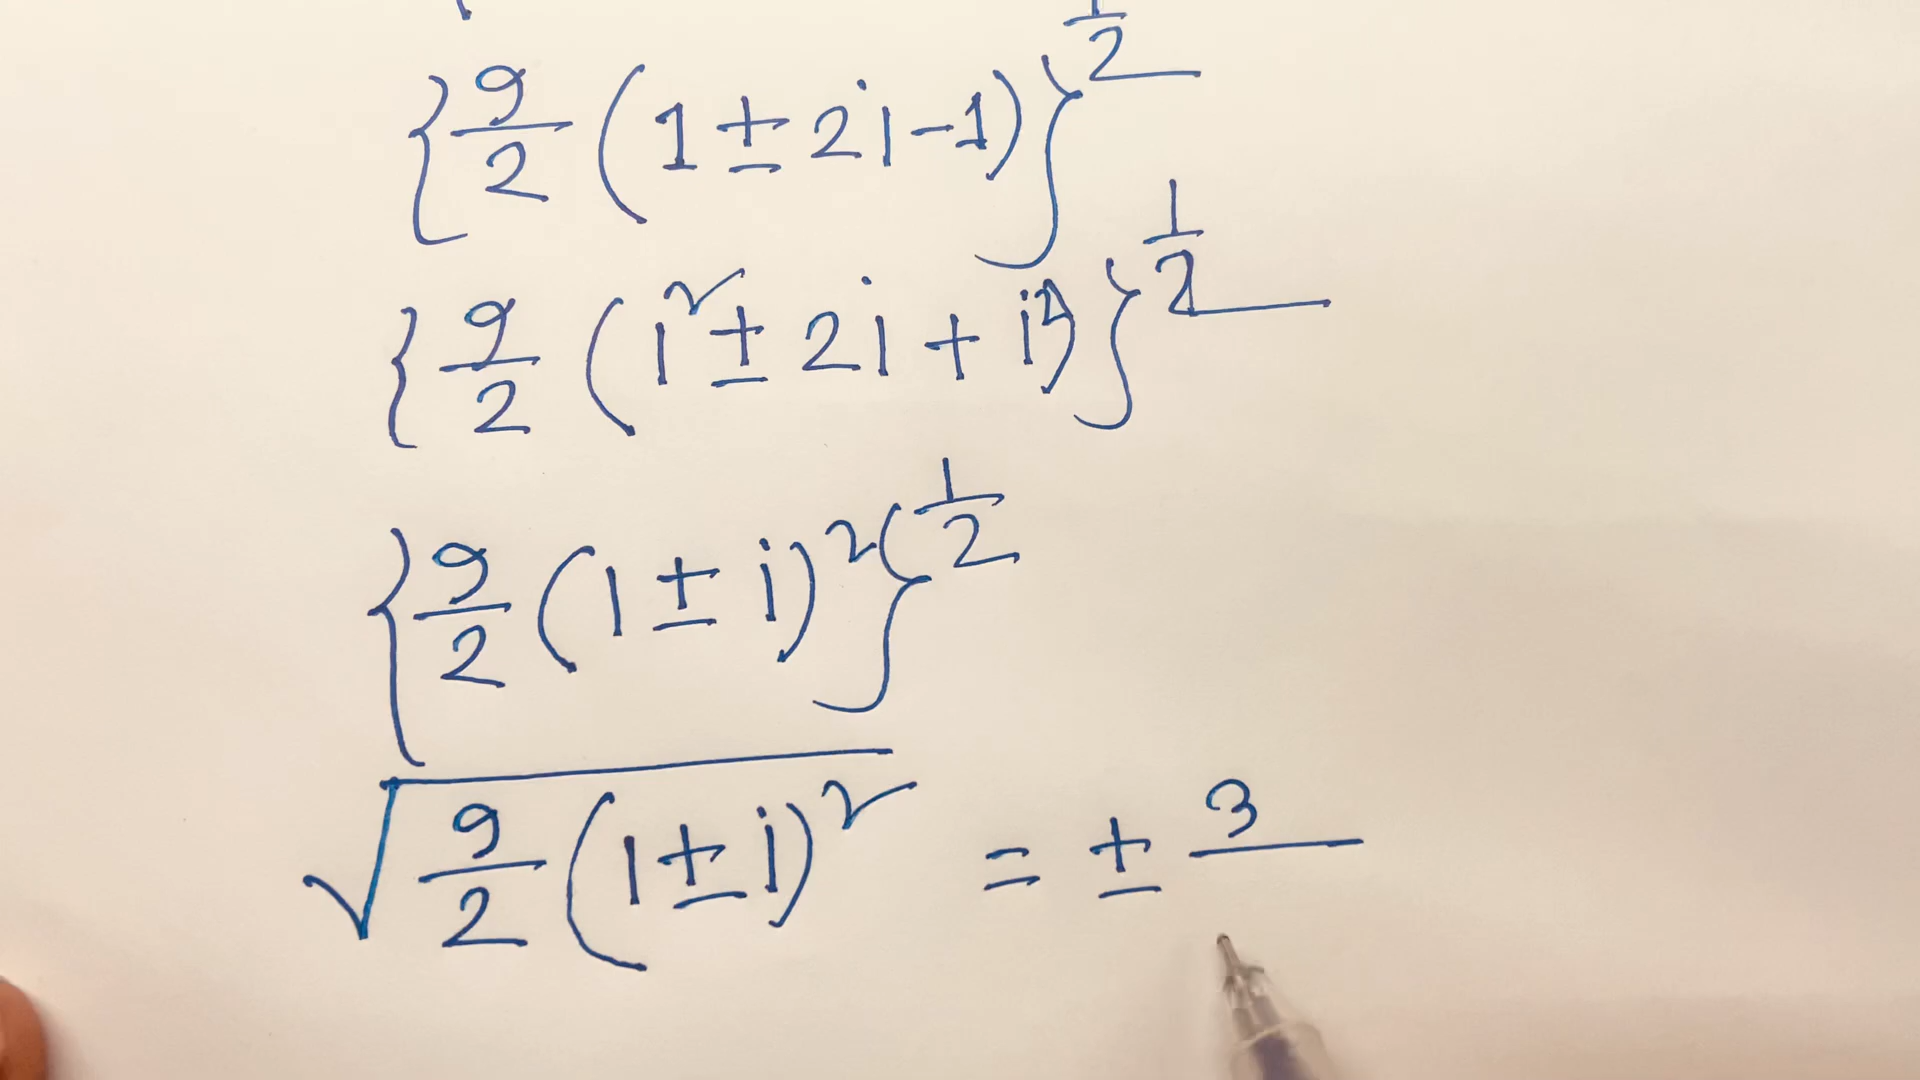 {9/2 (1 ± 2i - 1)}^1/2
{9/2 (1² ± 2i + i²)}^1/2
{9/2 (1 ± i)²}^1/2
√9/2 (1 ± i)² = ± 3